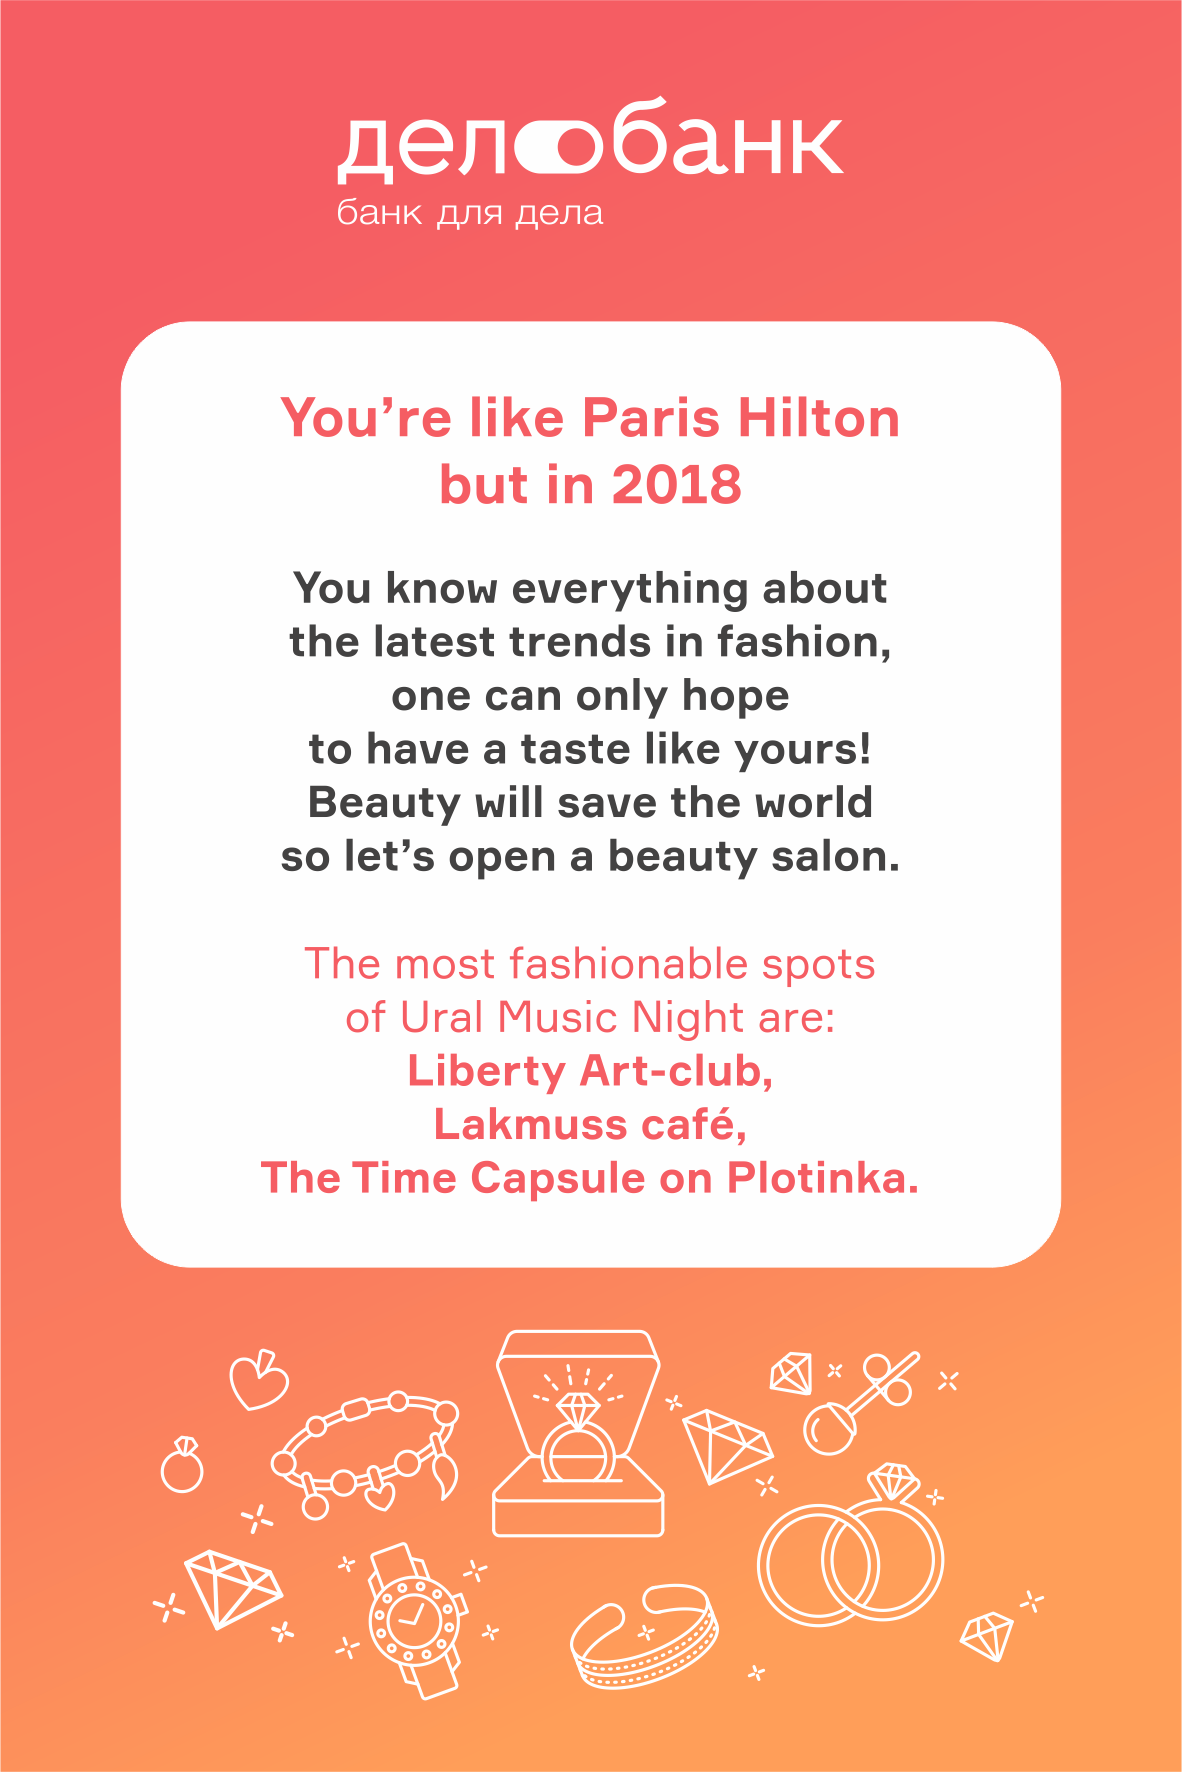 делобанк
банк для дела
You’re like Paris Hilton
but in 2018
You know everything about
the latest trends in fashion,
one can only hope
to have a taste like yours!
Beauty will save the world
so let’s open a beauty salon.
The most fashionable spots
of Ural Music Night are:
Liberty Art-club,
Lakmuss café,
The Time Capsule on Plotinka.